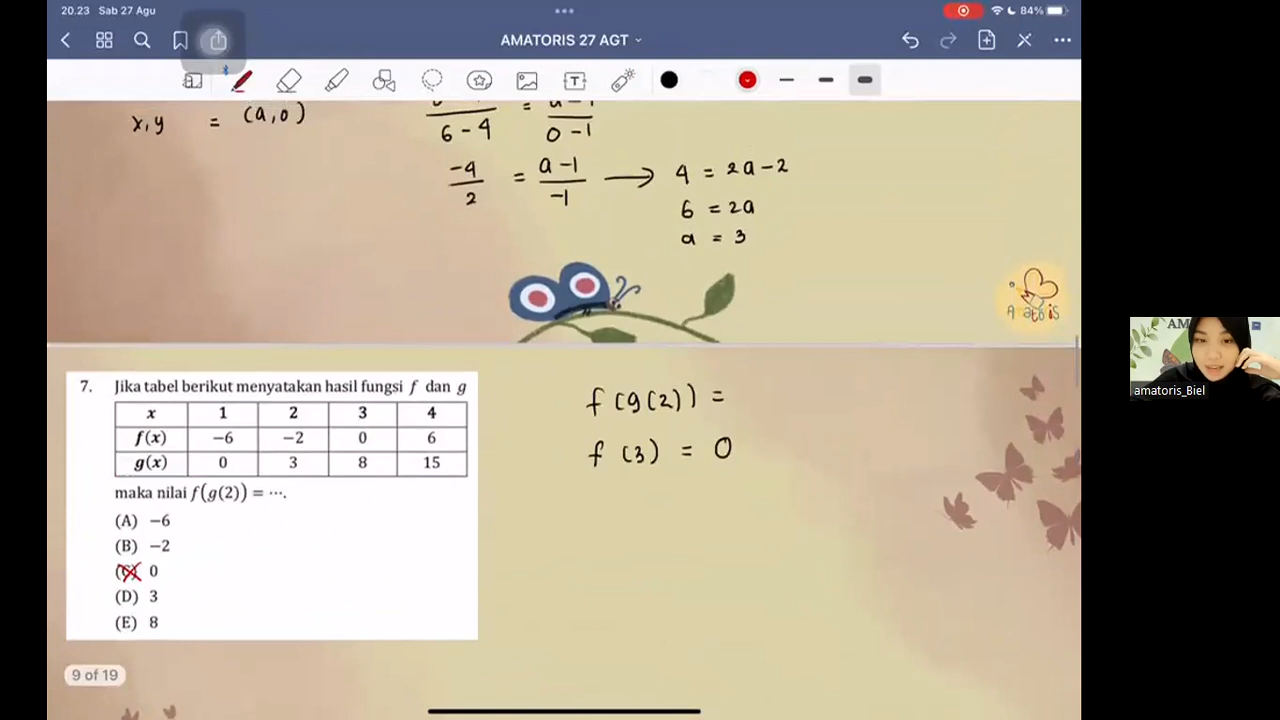 20.23 Sab 27 Agu
84%
AMATORIS 27 AGT
x,y = (a,0)
6 - 4 = 0 - 1
-4/2 = a-1/-1 → 4 = 2a-2
6 = 2a
a = 3
Amatoris
7. Jika tabel berikut menyatakan hasil fungsi f dan g
x 1 2 3 4
f(x) −6 −2 0 6
g(x) 0 3 8 15
maka nilai f(g(2)) = ⋯.
(A) −6
(B) −2
(C) 0
(D) 3
(E) 8
f(g(2)) =
f(3) = 0
9 of 19
AM
amatoris_Biel